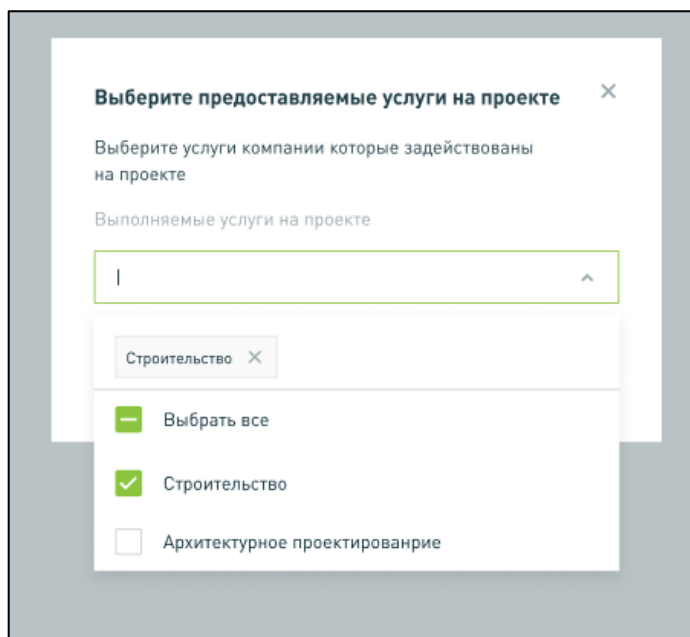 Выберите предоставляемые услуги на проекте
Выберите услуги компании которые задействованы
на проекте
Выполняемые услуги на проекте
Строительство
Выбрать все
Строительство
Архитектурное проектированрие